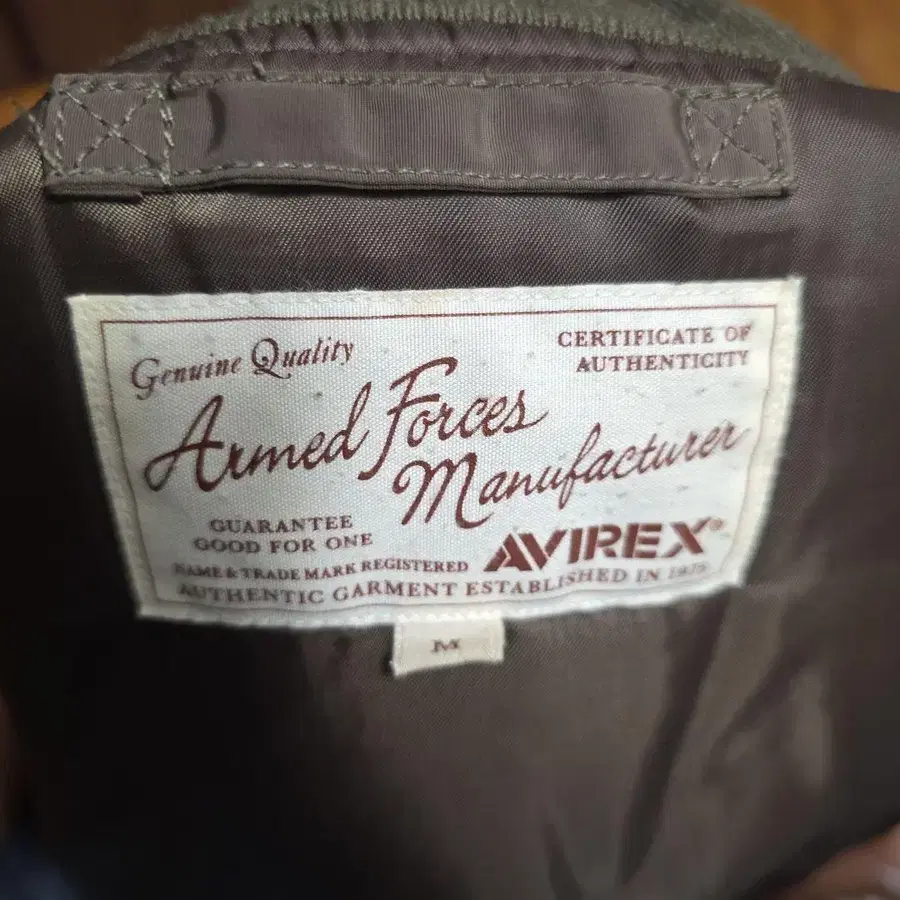 Genuine Quality
CERTIFICATE OF
AUTHENTICITY
Armed Forces
Manufacturer
GUARANTEE
GOOD FOR ONE
AVIREX®
NAME & TRADE MARK REGISTERED
AUTHENTIC GARMENT ESTABLISHED IN 1975
M